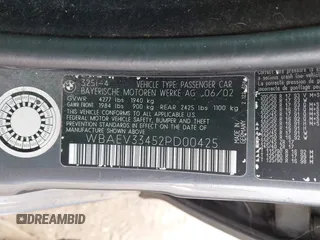 325I-4 VEHICLE TYPE PASSENGER CAR
BAYERISCHE MOTOREN WERKE AG 06/02
GVWR 4277 lbs 1940 kg
GAWR FRONT 1984 lbs 900 kg REAR 2425 lbs 1100 kg
THIS VEHICLE CONFORMS TO ALL APPLICABLE
FEDERAL MOTOR VEHICLE SAFETY, BUMPER, AND
THEFT PREVENTION STANDARDS IN EFFECT ON THE
DATE OF MANUFACTURE SHOWN ABOVE
WBAEV33452PD00425
DREAMBID